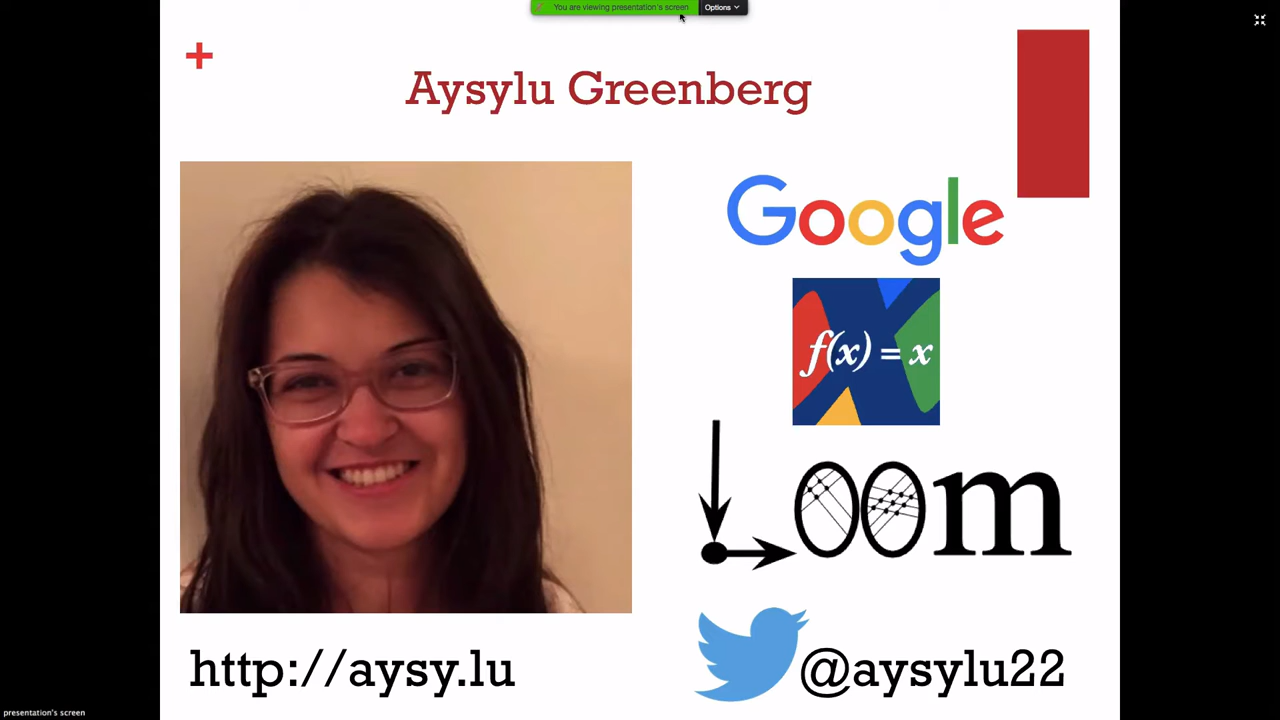 You are viewing presentation's screen
Options
Aysylu Greenberg
Google
f(x) = x
Loom
http://aysy.lu
@aysylu22
presentation's screen